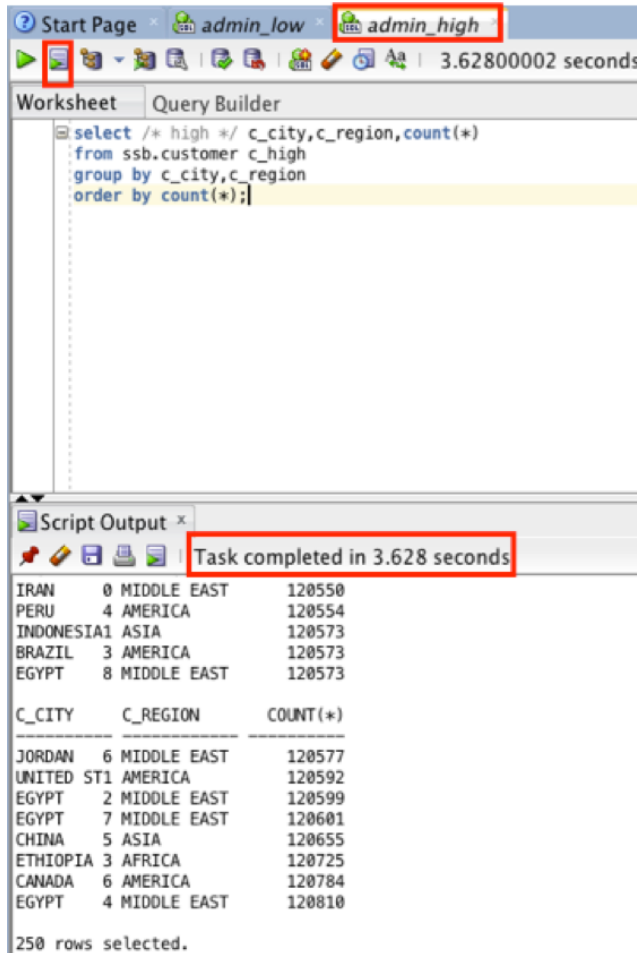 Start Page admin_low admin_high
3.62800002 seconds
Worksheet Query Builder
select /* high */ c_city,c_region,count(*)
from ssb.customer c_high
group by c_city,c_region
order by count(*);
Script Output
Task completed in 3.628 seconds
IRAN     0 MIDDLE EAST      120550
PERU     4 AMERICA          120554
INDONESIA1 ASIA             120573
BRAZIL   3 AMERICA          120573
EGYPT    8 MIDDLE EAST      120573
C_CITY     C_REGION       COUNT(*)
---------- ------------ ----------
JORDAN   6 MIDDLE EAST      120577
UNITED ST1 AMERICA          120592
EGYPT    2 MIDDLE EAST      120599
EGYPT    7 MIDDLE EAST      120601
CHINA    5 ASIA             120655
ETHIOPIA 3 AFRICA           120725
CANADA   6 AMERICA          120784
EGYPT    4 MIDDLE EAST      120810
250 rows selected.